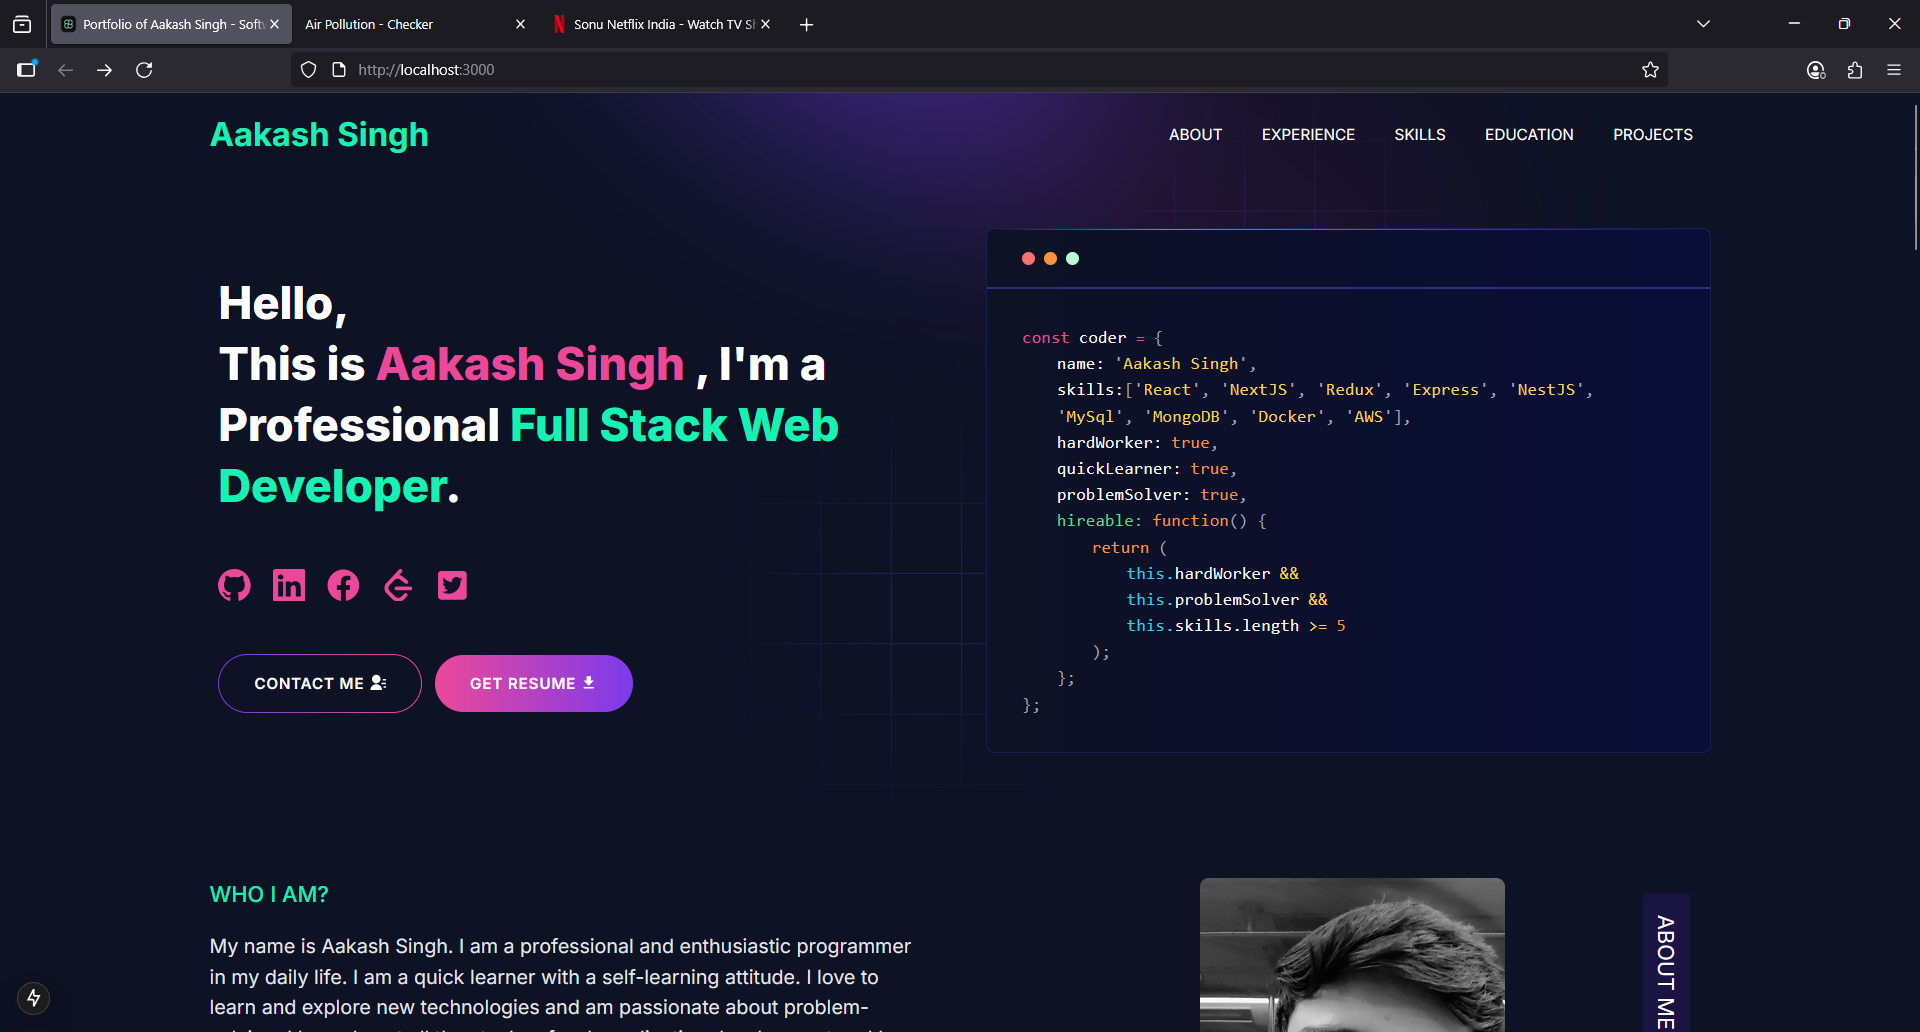 Portfolio of Aakash Singh - Soft
Air Pollution - Checker
Sonu Netflix India - Watch TV S
http://localhost:3000
Aakash Singh
ABOUT
EXPERIENCE
SKILLS
EDUCATION
PROJECTS
Hello,
This is Aakash Singh , I'm a
Professional Full Stack Web
Developer.
CONTACT ME
GET RESUME
const coder = {
name: 'Aakash Singh',
skills:['React', 'NextJS', 'Redux', 'Express', 'NestJS',
'MySql', 'MongoDB', 'Docker', 'AWS'],
hardWorker: true,
quickLearner: true,
problemSolver: true,
hireable: function() {
return (
this.hardWorker &&
this.problemSolver &&
this.skills.length >= 5
);
};
};
WHO I AM?
My name is Aakash Singh. I am a professional and enthusiastic programmer
in my daily life. I am a quick learner with a self-learning attitude. I love to
learn and explore new technologies and am passionate about problem-
ABOUT ME